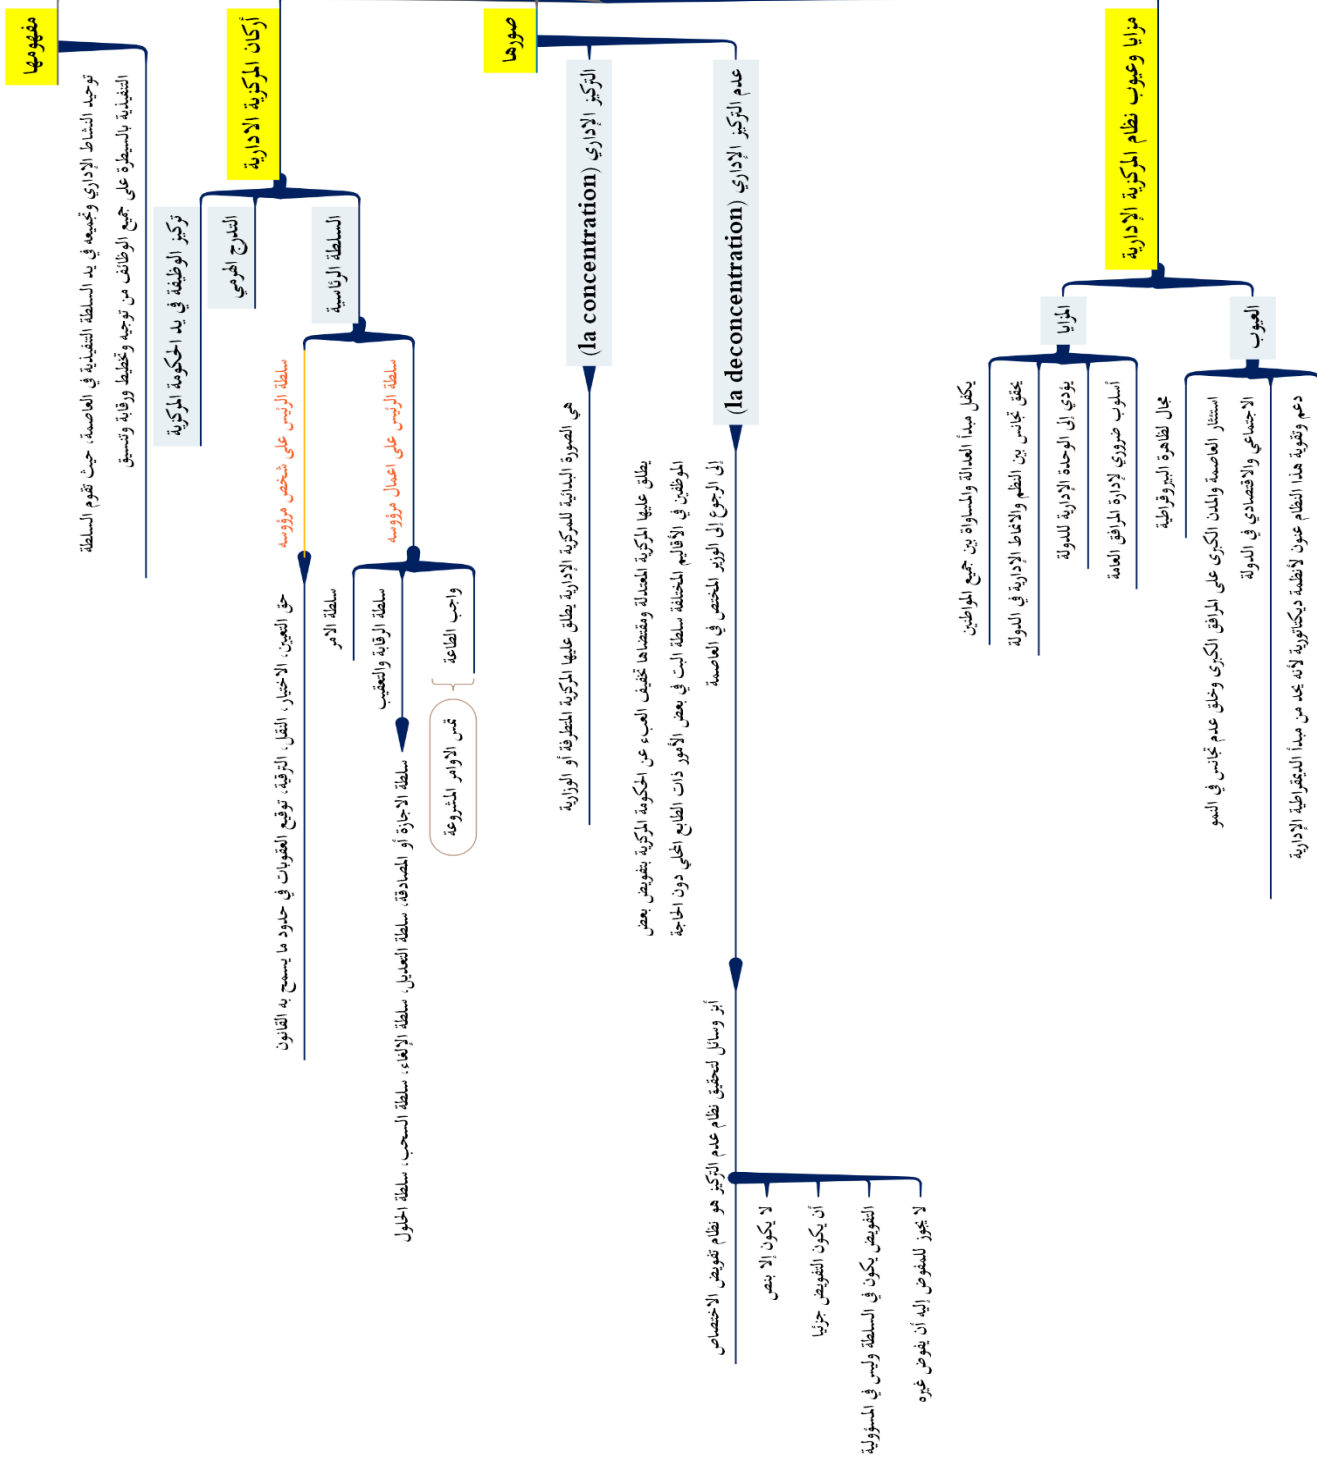 مفهومها
توحيد النشاط الإداري وتجميعه في يد السلطة التنفيذية في العاصمة، حيث تقوم السلطة
التنفيذية بالسيطرة على جميع الوظائف من توجيه وتخطيط ورقابة وتنسيق
أركان المركزية الادارية
تركيز الوظيفة في يد الحكومة المركزية
التدرج الهرمي
السلطة الرئاسية
سلطة الرئيس على شخص مرؤوسه
حق التعيين، الاختيار، النقل، الترقية، توقيع العقوبات في حدود ما يسمح به القانون
سلطة الرئيس على اعمال مرؤوسه
سلطة الامر
سلطة الرقابة والتعقيب
سلطة الاجازة أو المصادقة، سلطة التعديل، سلطة الإلغاء، سلطة السحب، سلطة الحلول
واجب الطاعة
تمس الاوامر المشروعة
صورها
التركيز الإداري (la concentration)
هي الصورة البدائية للمركزية الإدارية يطلق عليها المركزية المتطرفة أو الوزارية
عدم التركيز الإداري (la deconcentration)
يطلق عليها المركزية المعتدلة ومقتضاها تخفيف العبء عن الحكومة المركزية بتفويض بعض
الموظفين في الأقاليم المختلفة سلطة البت في بعض الأمور ذات الطابع المحلي دون الحاجة
إلى الرجوع إلى الوزير المختص في العاصمة
أبز وسائل لتحقيق نظام عدم التركيز هو نظام تفويض الاختصاص
لا يكون إلا بنص
أن يكون التفويض جزئيا
التفويض يكون في السلطة وليس في المسؤولية
لا يجوز للمفوض إليه أن يفوض غيره
مزايا وعيوب نظام المركزية الإدارية
المزايا
يكفل مبدأ العدالة والمساواة بين جميع المواطنين
يحقق تجانس بين النظم والانماط الإدارية في الدولة
يؤدي إلى الوحدة الإدارية للدولة
أسلوب ضروري لإدارة المرافق العامة
العيوب
مجال لظاهرة البيروقراطية
استئثار العاصمة والمدن الكبرى على المرافق الكبرى وخلق عدم تجانس في النمو
الاجتماعي والاقتصادي في الدولة
دعم وتقوية هذا النظام عنون لأنظمة ديكتاتورية لأنه يحد من مبدأ الديمقراطية الإدارية